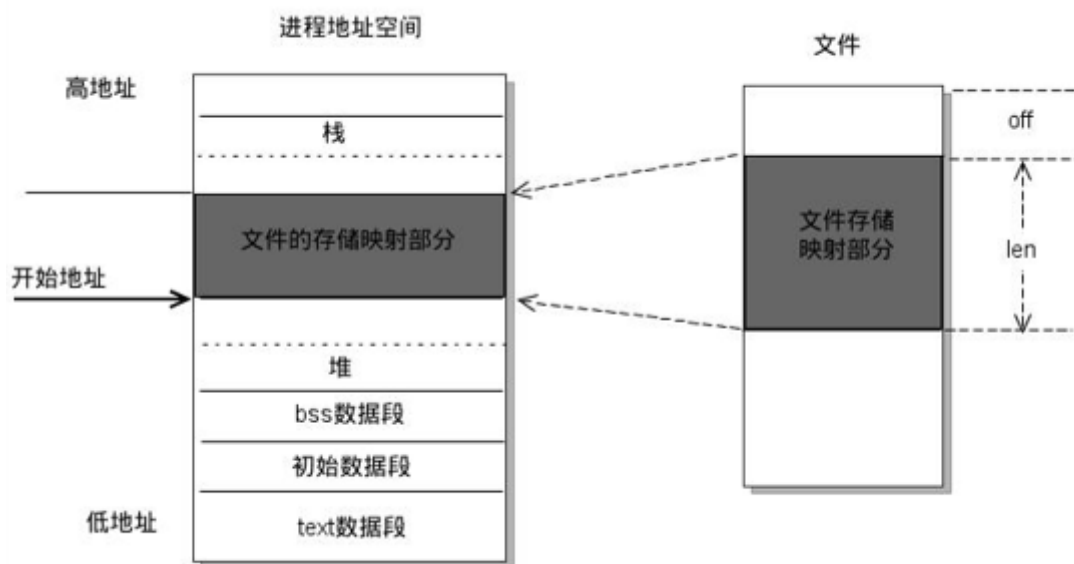 进程地址空间
文件
高地址
off
栈
文件的存储映射部分
文件存储
映射部分
len
开始地址
堆
bss数据段
初始数据段
低地址
text数据段